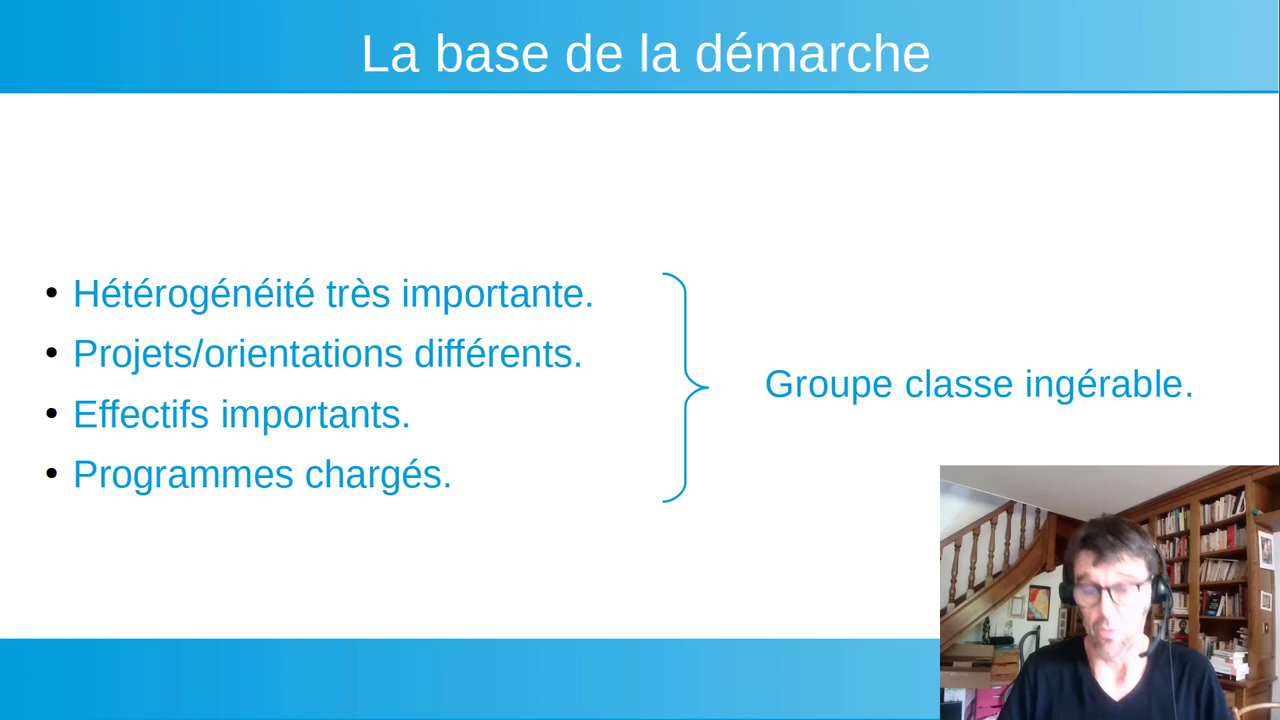 La base de la démarche
• Hétérogénéité très importante.
• Projets/orientations différents.
• Effectifs importants.
• Programmes chargés.
Groupe classe ingérable.